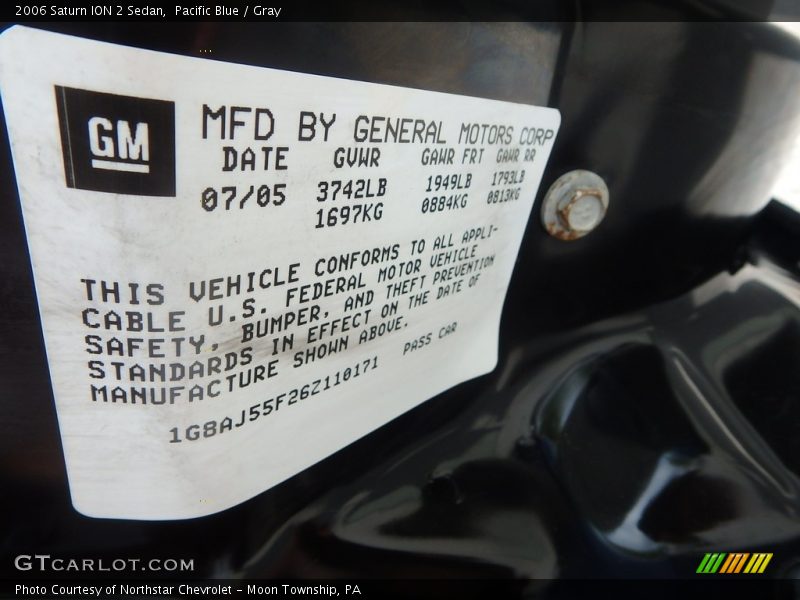 2006 Saturn ION 2 Sedan,  Pacific Blue / Gray
GM
MFD BY GENERAL MOTORS CORP
DATE GVWR GAWR FRT GAWR RR
07/05 3742LB 1949LB 1793LB
1697KG 0884KG 0813KG
THIS VEHICLE CONFORMS TO ALL APPLI-
CABLE U.S. FEDERAL MOTOR VEHICLE
SAFETY, BUMPER, AND THEFT PREVENTION
STANDARDS IN EFFECT ON THE DATE OF
MANUFACTURE SHOWN ABOVE.
1G8AJ55F26Z110171 PASS CAR
GTCARLOT.COM
Photo Courtesy of Northstar Chevrolet - Moon Township, PA